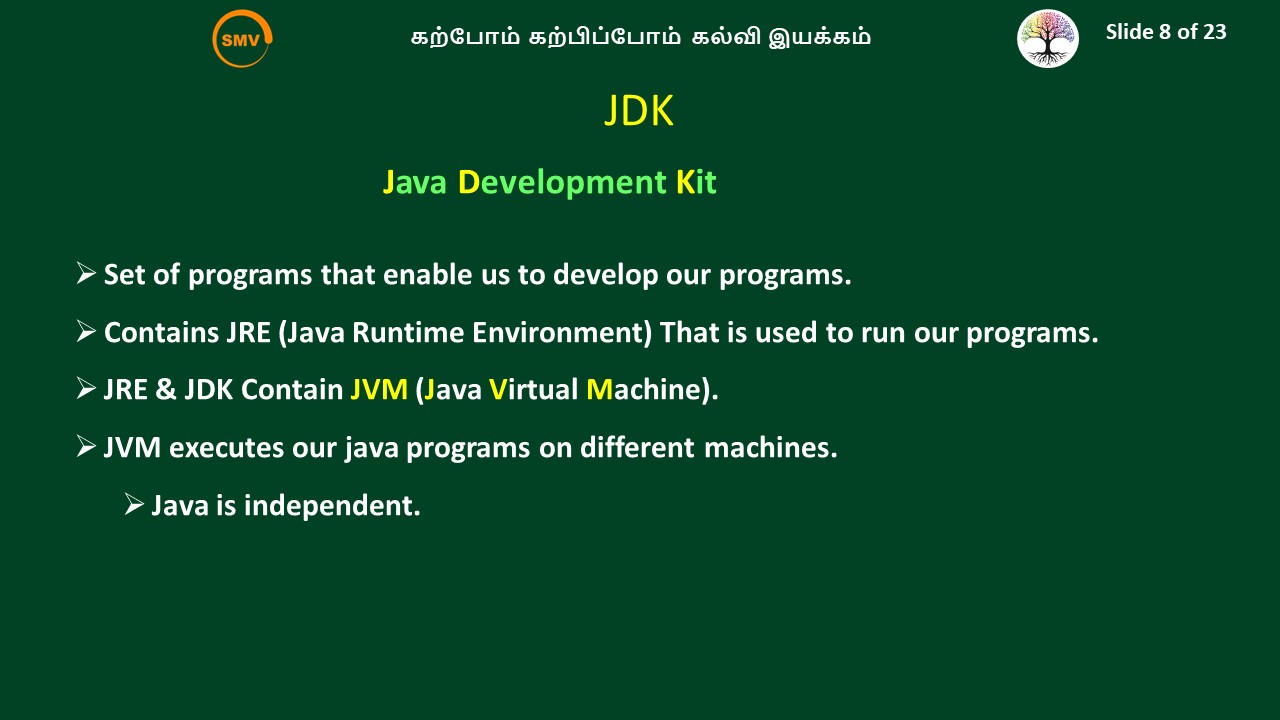 SMV
கற்போம் கற்பிப்போம் கல்வி இயக்கம்
Slide 8 of 23
JDK
Java Development Kit
➢ Set of programs that enable us to develop our programs.
➢ Contains JRE (Java Runtime Environment) That is used to run our programs.
➢ JRE & JDK Contain JVM (Java Virtual Machine).
➢ JVM executes our java programs on different machines.
➢ Java is independent.